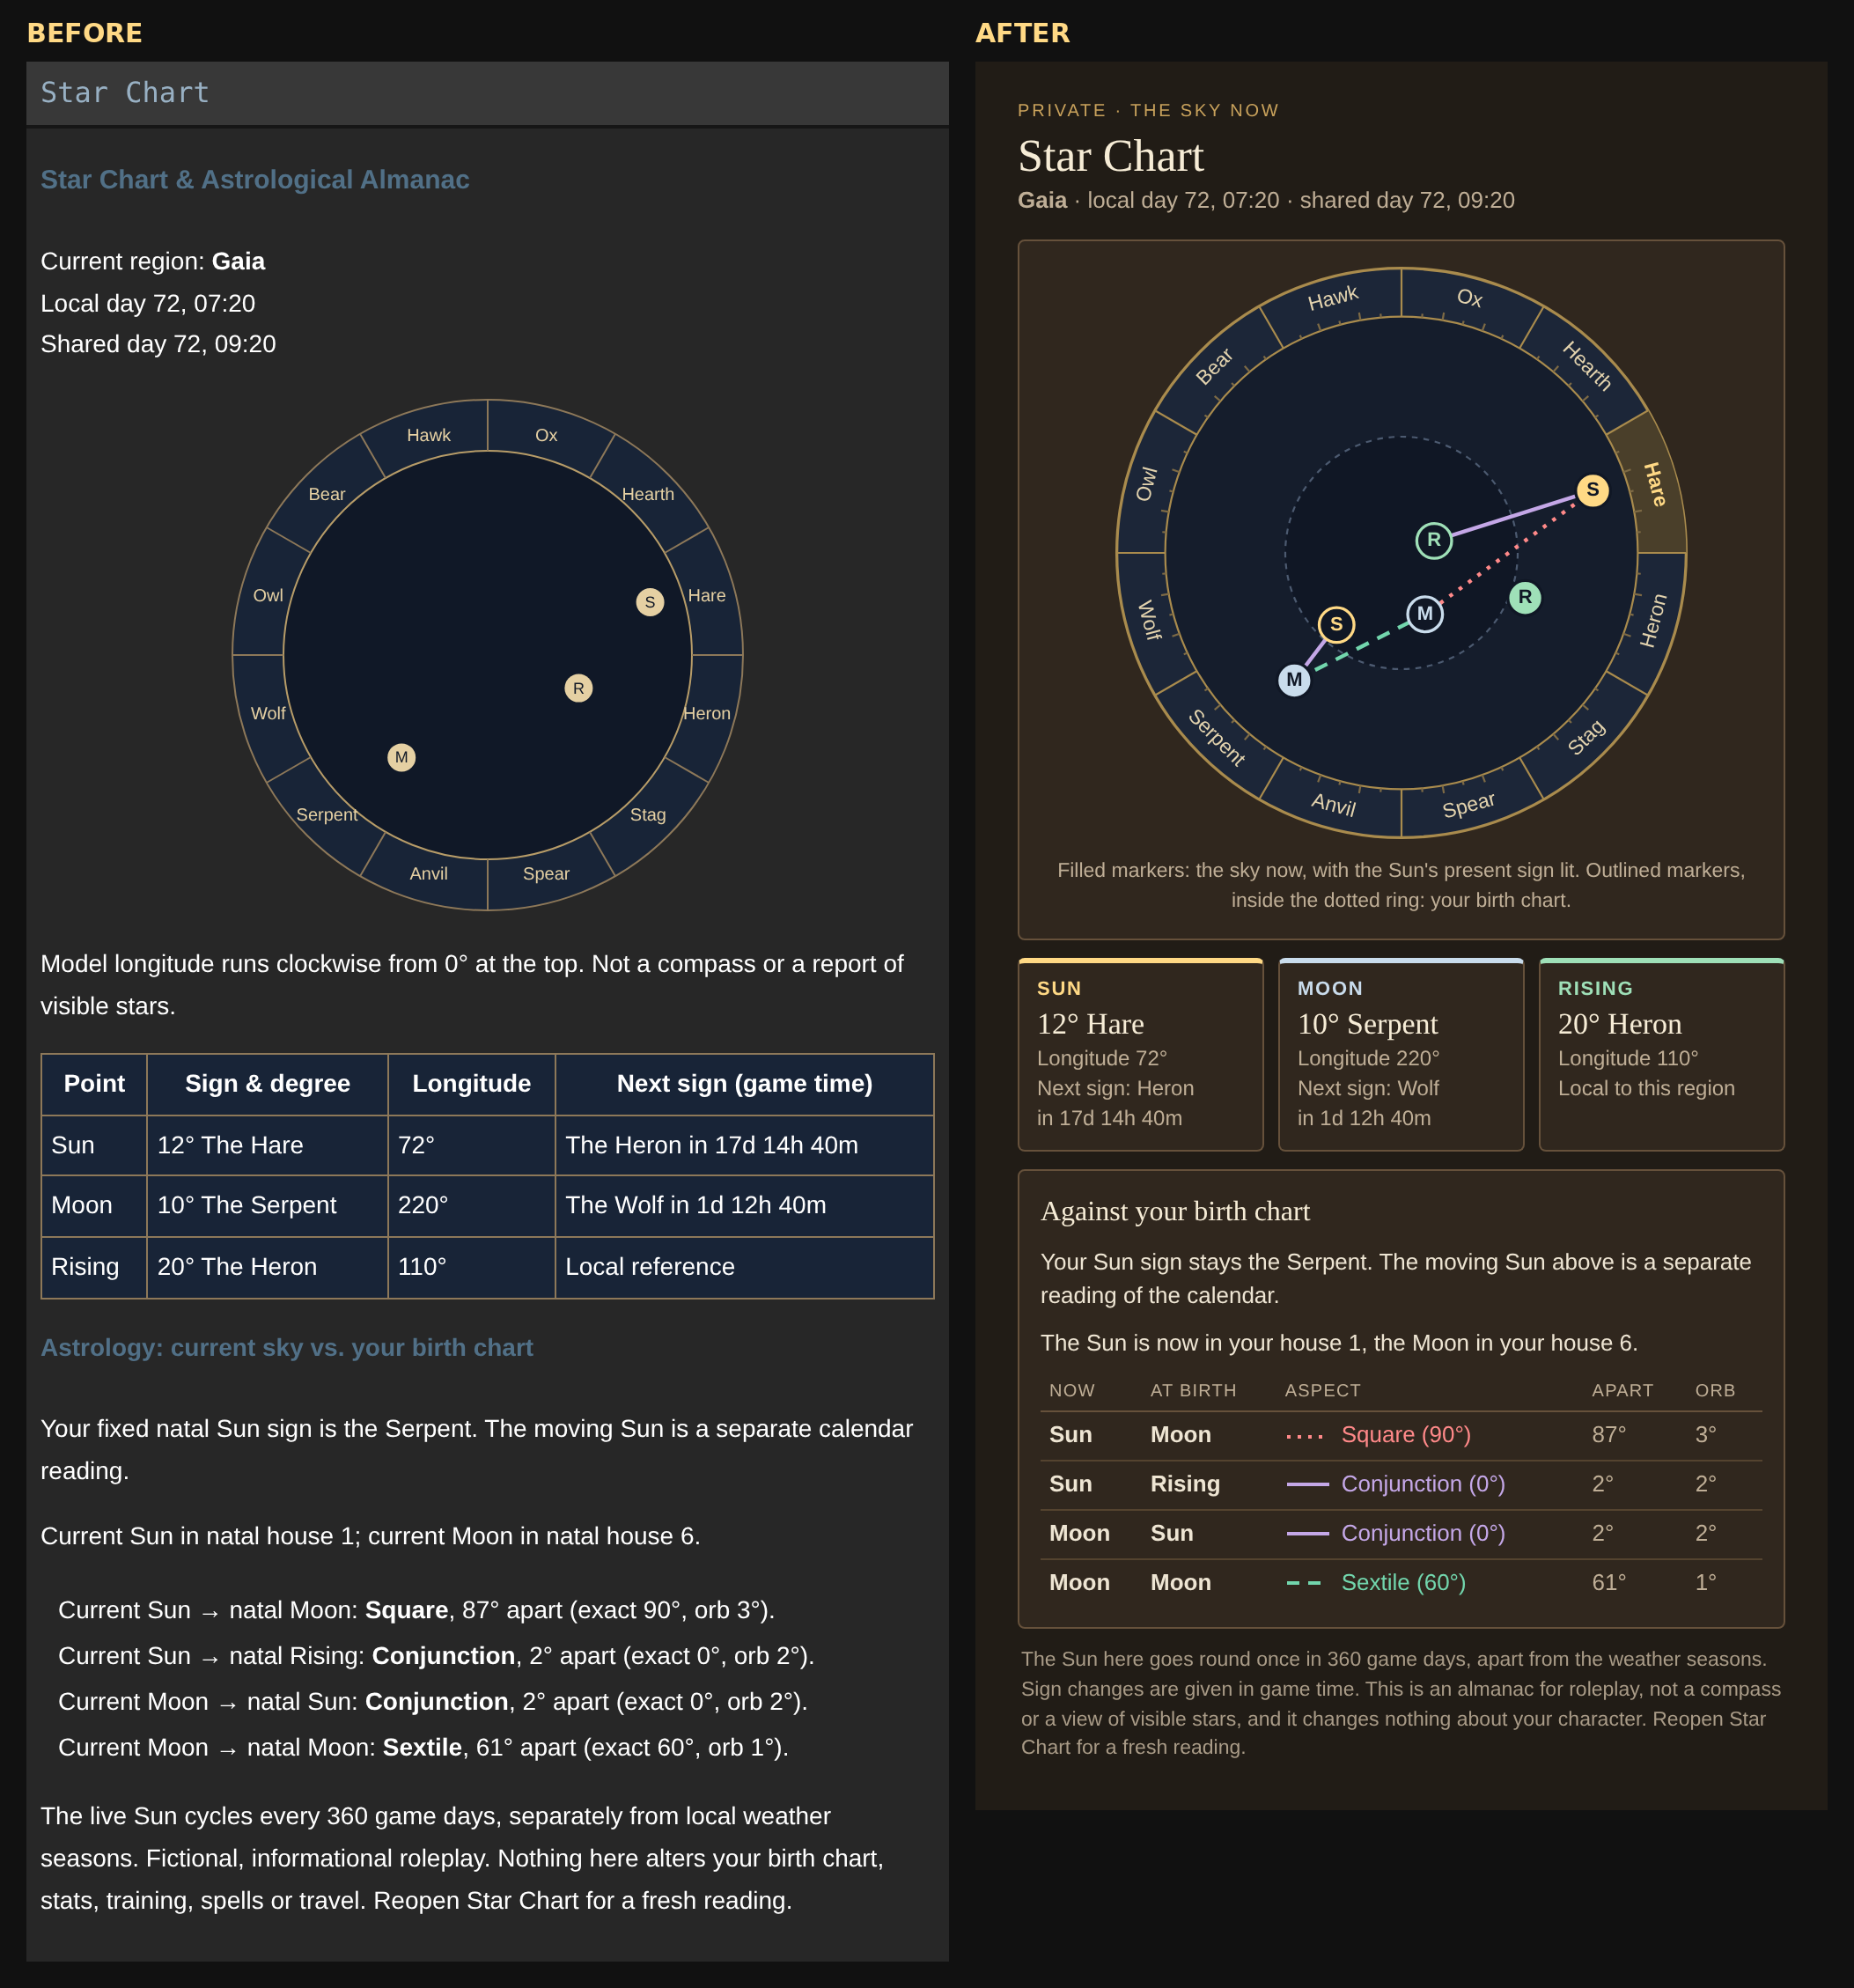 BEFORE
Star Chart
Star Chart & Astrological Almanac
Current region: Gaia
Local day 72, 07:20
Shared day 72, 09:20
Hawk
Ox
Bear
Hearth
Owl
S
Hare
R
Wolf
Heron
M
Serpent
Stag
Anvil
Spear
Model longitude runs clockwise from 0° at the top. Not a compass or a report of
visible stars.
Point Sign & degree Longitude Next sign (game time)
Sun 12° The Hare 72° The Heron in 17d 14h 40m
Moon 10° The Serpent 220° The Wolf in 1d 12h 40m
Rising 20° The Heron 110° Local reference
Astrology: current sky vs. your birth chart
Your fixed natal Sun sign is the Serpent. The moving Sun is a separate calendar
reading.
Current Sun in natal house 1; current Moon in natal house 6.
Current Sun → natal Moon: Square, 87° apart (exact 90°, orb 3°).
Current Sun → natal Rising: Conjunction, 2° apart (exact 0°, orb 2°).
Current Moon → natal Sun: Conjunction, 2° apart (exact 0°, orb 2°).
Current Moon → natal Moon: Sextile, 61° apart (exact 60°, orb 1°).
The live Sun cycles every 360 game days, separately from local weather
seasons. Fictional, informational roleplay. Nothing here alters your birth chart,
stats, training, spells or travel. Reopen Star Chart for a fresh reading.
AFTER
PRIVATE · THE SKY NOW
Star Chart
Gaia · local day 72, 07:20 · shared day 72, 09:20
Hawk
Ox
Bear
Hearth
Owl
Hare
S
R
R
M
S
M
Wolf
Heron
Serpent
Stag
Anvil
Spear
Filled markers: the sky now, with the Sun's present sign lit. Outlined markers,
inside the dotted ring: your birth chart.
SUN
12° Hare
Longitude 72°
Next sign: Heron
in 17d 14h 40m
MOON
10° Serpent
Longitude 220°
Next sign: Wolf
in 1d 12h 40m
RISING
20° Heron
Longitude 110°
Local to this region
Against your birth chart
Your Sun sign stays the Serpent. The moving Sun above is a separate
reading of the calendar.
The Sun is now in your house 1, the Moon in your house 6.
NOW AT BIRTH ASPECT APART ORB
Sun Moon Square (90°) 87° 3°
Sun Rising Conjunction (0°) 2° 2°
Moon Sun Conjunction (0°) 2° 2°
Moon Moon Sextile (60°) 61° 1°
The Sun here goes round once in 360 game days, apart from the weather seasons.
Sign changes are given in game time. This is an almanac for roleplay, not a compass
or a view of visible stars, and it changes nothing about your character. Reopen Star
Chart for a fresh reading.